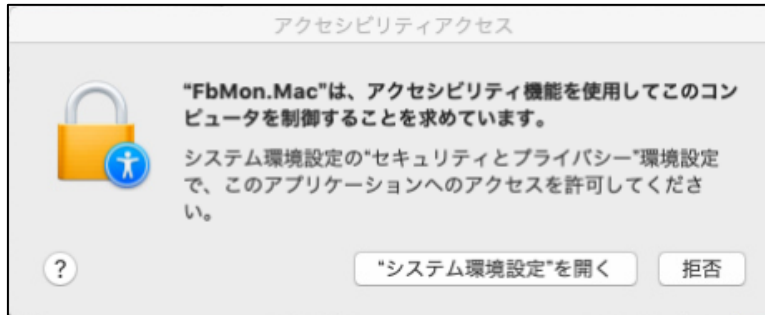 アクセシビリティアクセス
“FbMon.Mac”は、アクセシビリティ機能を使用してこのコン
ピュータを制御することを求めています。
システム環境設定の“セキュリティとプライバシー”環境設定
で、このアプリケーションへのアクセスを許可してくださ
い。
?
“システム環境設定”を開く
拒否